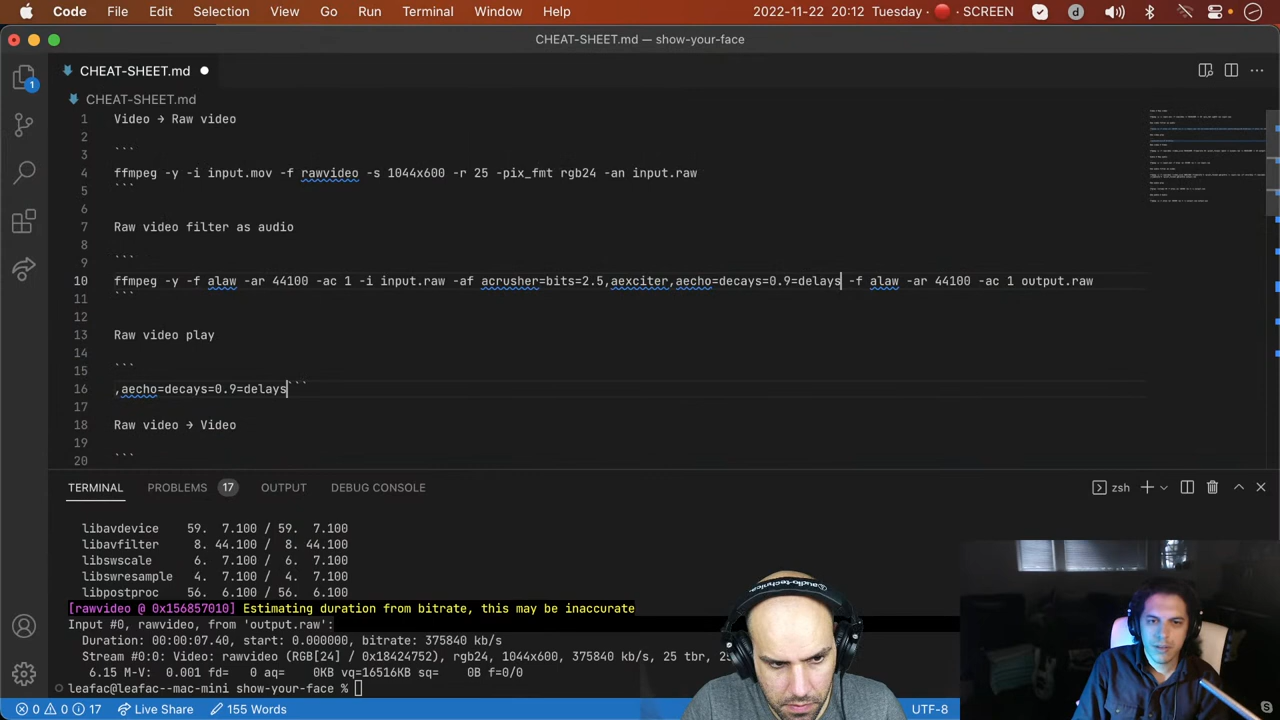 Code File Edit Selection View Go Run Terminal Window Help 2022-11-22 20:12 Tuesday SCREEN
CHEAT-SHEET.md — show-your-face
CHEAT-SHEET.md
CHEAT-SHEET.md
1 Video → Raw video
2
3 ```
4 ffmpeg -y -i input.mov -f rawvideo -s 1044x600 -r 25 -pix_fmt rgb24 -an input.raw
5 ```
6
7 Raw video filter as audio
8
9 ```
10 ffmpeg -y -f alaw -ar 44100 -ac 1 -i input.raw -af acrusher=bits=2.5,aexciter,aecho=decays=0.9=delays -f alaw -ar 44100 -ac 1 output.raw
11 ```
12
13 Raw video play
14
15 ```
16 ,aecho=decays=0.9=delays```
17
18 Raw video → Video
19
20 ```
TERMINAL PROBLEMS 17 OUTPUT DEBUG CONSOLE zsh
libavdevice 59. 7.100 / 59. 7.100
libavfilter 8. 44.100 / 8. 44.100
libswscale 6. 7.100 / 6. 7.100
libswresample 4. 7.100 / 4. 7.100
libpostproc 56. 6.100 / 56. 6.100
[rawvideo @ 0x156857010] Estimating duration from bitrate, this may be inaccurate
Input #0, rawvideo, from 'output.raw':
Duration: 00:00:07.40, start: 0.000000, bitrate: 375840 kb/s
Stream #0:0: Video: rawvideo (RGB[24] / 0x18424752), rgb24, 1044x600, 375840 kb/s, 25 tbr,
6.15 M-V: 0.001 fd= 0 aq= 0KB vq=16516KB sq= 0B f=0/0
leafac@leafac--mac-mini show-your-face %
0 0 17 Live Share 155 Words UTF-8
audio-technica